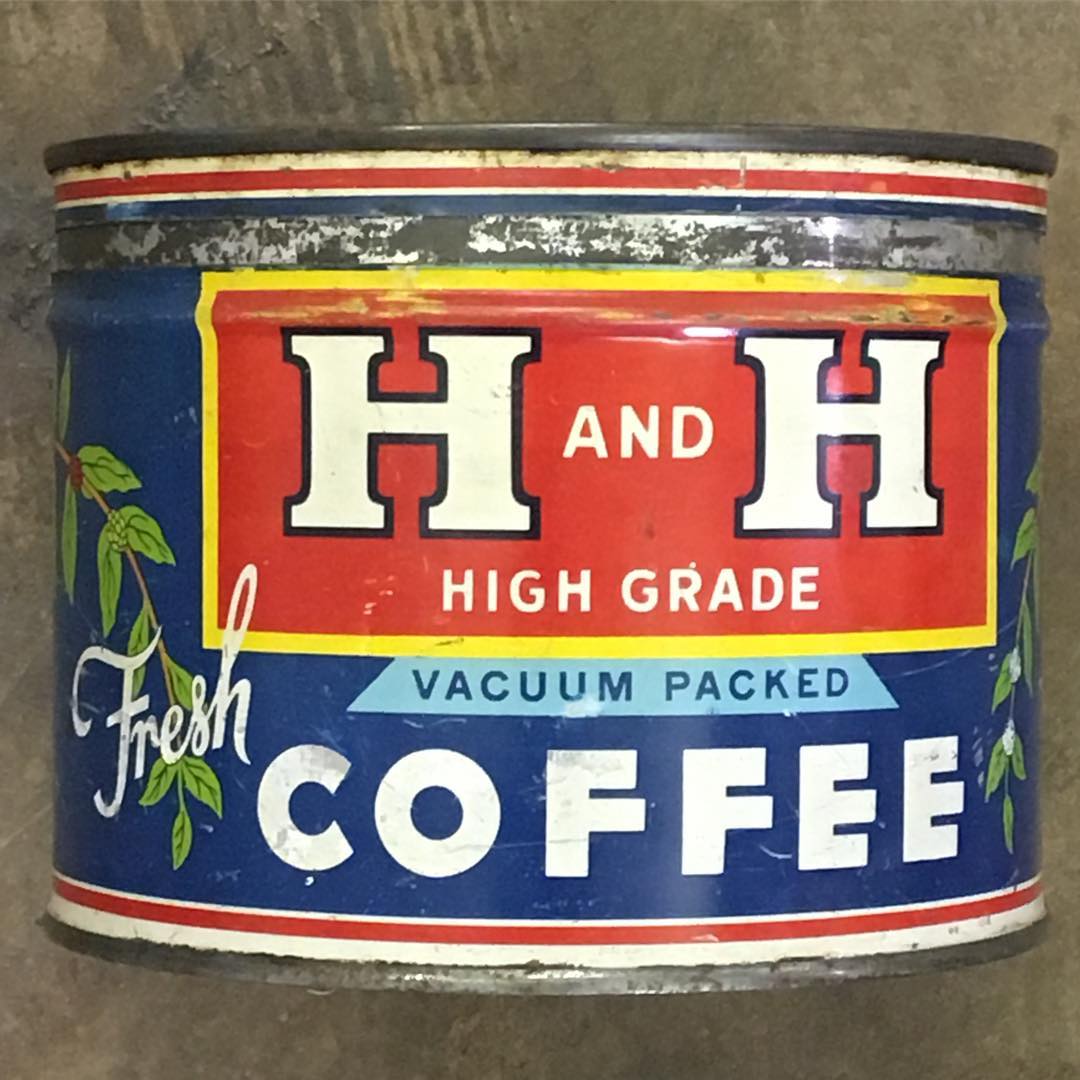 H AND H
HIGH GRADE
VACUUM PACKED
Fresh
COFFEE